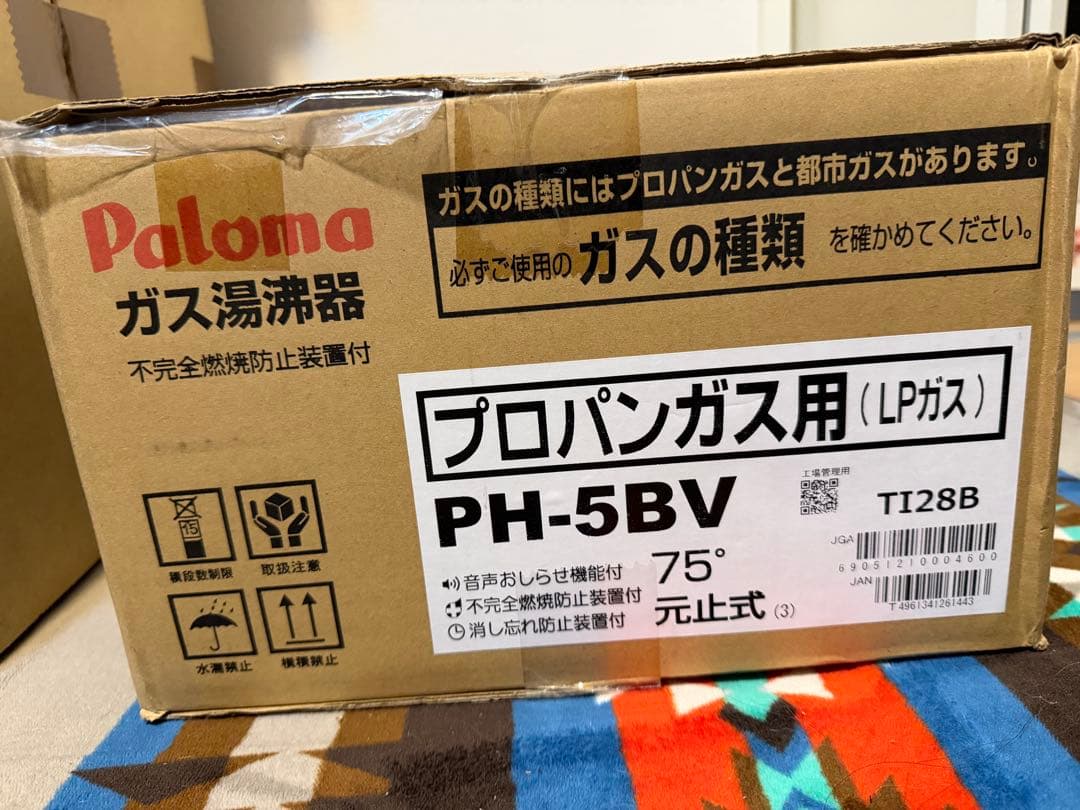 Paloma
ガス湯沸器
不完全燃焼防止装置付
ガスの種類にはプロパンガスと都市ガスがあります。
必ずご使用のガスの種類を確かめてください。
プロパンガス用(LPガス)
PH-5BV
工場管理用
TI28B
JGA
69051210004600
JAN
T4961341261443
音声おしらせ機能付
不完全燃焼防止装置付
消し忘れ防止装置付
75°
元止式(3)
15
積段数制限
取扱注意
水濡禁止
横積禁止